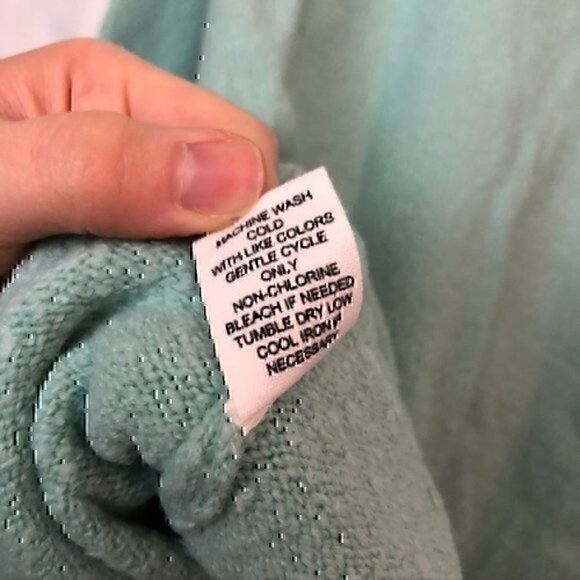 MACHINE WASH
COLD
WITH LIKE COLORS
GENTLE CYCLE
ONLY
NON-CHLORINE
BLEACH IF NEEDED
TUMBLE DRY LOW
COOL IRON IF
NECESSARY